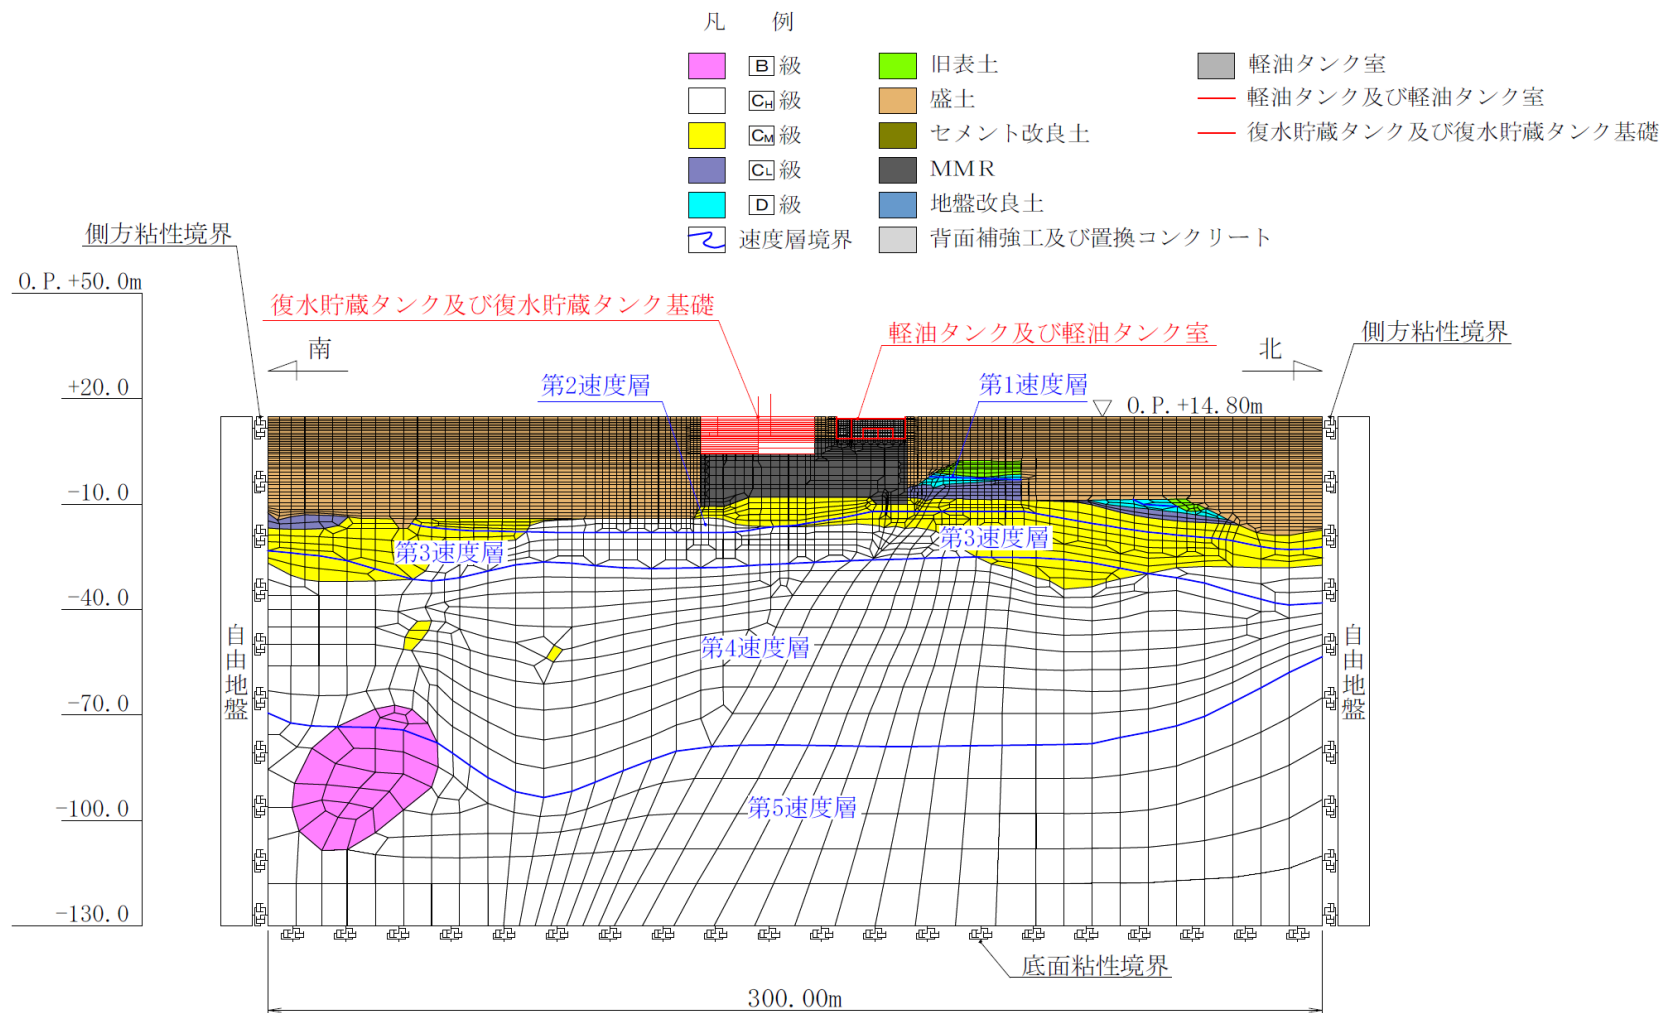 凡　例
B級
CH級
CM級
CL級
D級
速度層境界
旧表土
盛土
セメント改良土
MMR
地盤改良土
背面補強工及び置換コンクリート
軽油タンク室
軽油タンク及び軽油タンク室
復水貯蔵タンク及び復水貯蔵タンク基礎
側方粘性境界
O.P.+50.0m
復水貯蔵タンク及び復水貯蔵タンク基礎
軽油タンク及び軽油タンク室
側方粘性境界
南
北
+20.0
第2速度層
第1速度層
O.P.+14.80m
-10.0
第3速度層
第3速度層
-40.0
自由地盤
第4速度層
自由地盤
-70.0
-100.0
第5速度層
-130.0
底面粘性境界
300.00m